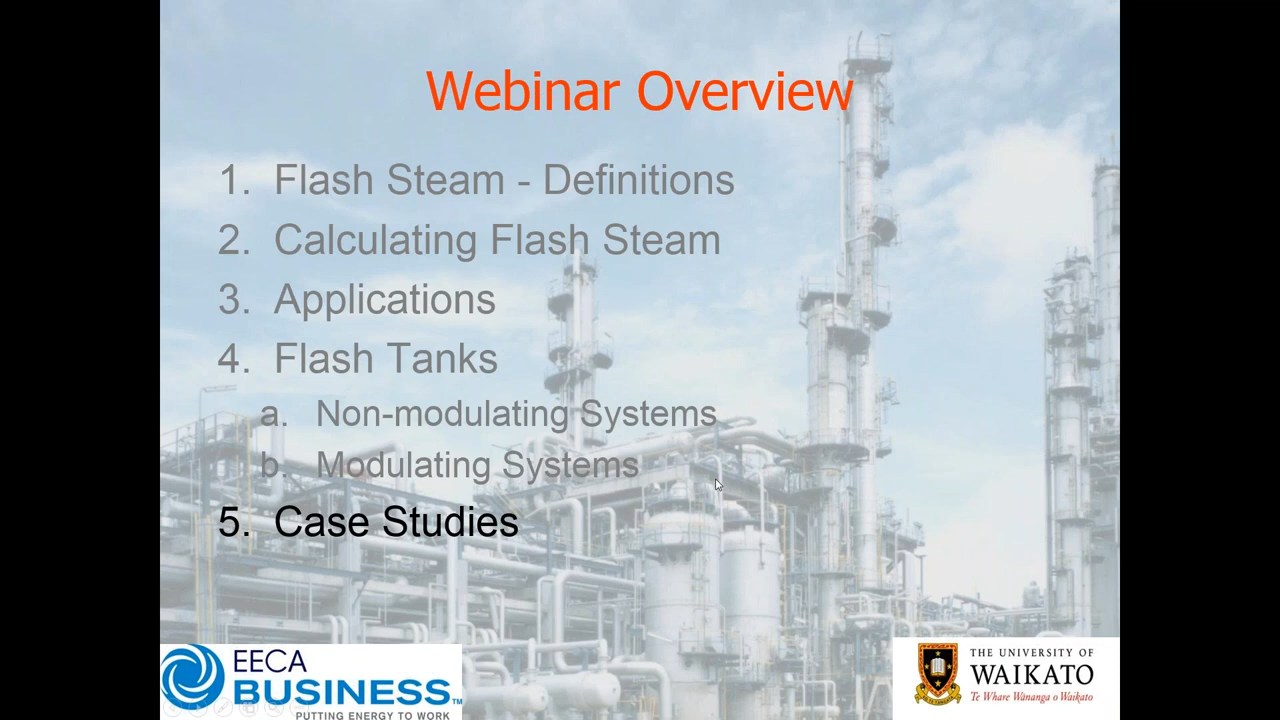 Webinar Overview
1. Flash Steam - Definitions
2. Calculating Flash Steam
3. Applications
4. Flash Tanks
a. Non-modulating Systems
b. Modulating Systems
5. Case Studies
EECA
BUSINESS™
PUTTING ENERGY TO WORK
THE UNIVERSITY OF
WAIKATO
Te Whare Wānanga o Waikato